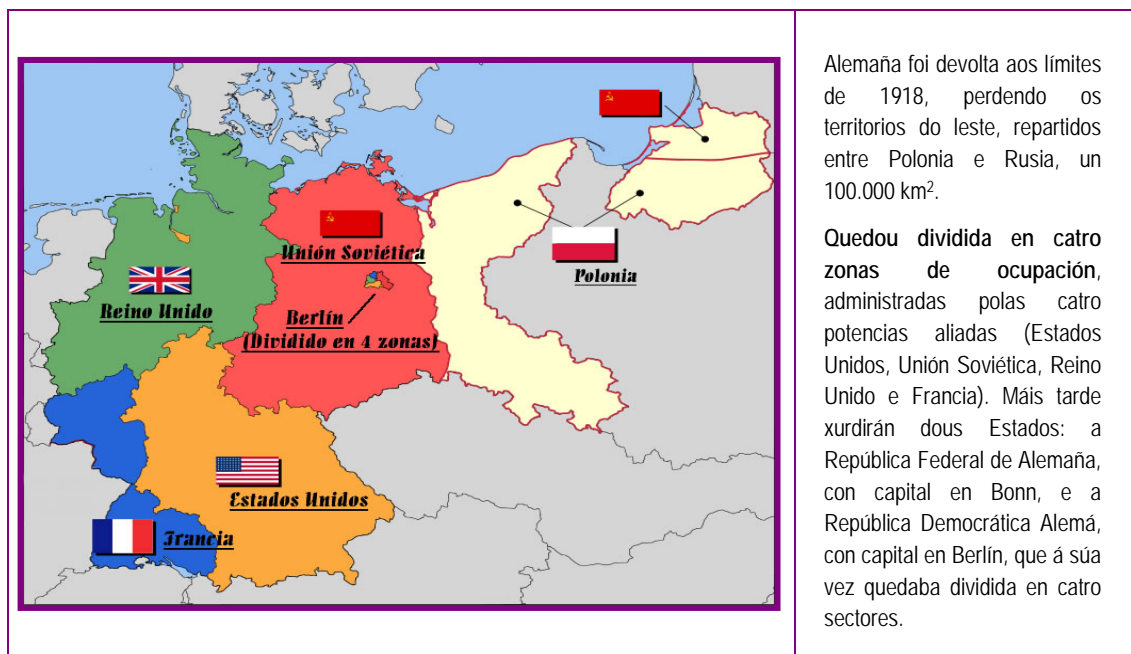 Unión Soviética
Reino Unido
Berlín
(Dividido en 4 zonas)
Polonia
Estados Unidos
Francia
Alemaña foi devolta aos límites
de 1918, perdendo os
territorios do leste, repartidos
entre Polonia e Rusia, un
100.000 km².
Quedou dividida en catro
zonas de ocupación,
administradas polas catro
potencias aliadas (Estados
Unidos, Unión Soviética, Reino
Unido e Francia). Máis tarde
xurdirán dous Estados: a
República Federal de Alemaña,
con capital en Bonn, e a
República Democrática Alemá,
con capital en Berlín, que á súa
vez quedaba dividida en catro
sectores.